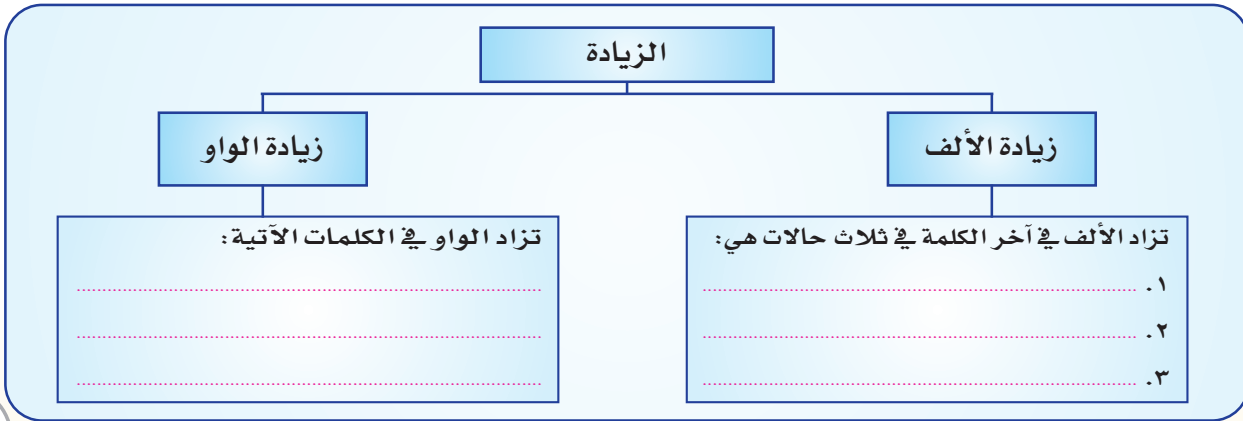 الزيادة
زيادة الألف
زيادة الواو
تزاد الألف في آخر الكلمة في ثلاث حالات هي:
١. ........................................
٢. ........................................
٣. ........................................
تزاد الواو في الكلمات الآتية:
........................................
........................................
........................................